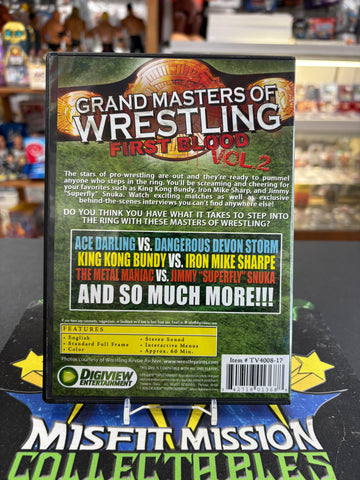 GRAND MASTERS OF
WRESTLING
FIRST BLOOD
VOL.2
The stars of pro-wrestling are out and they're ready to pummel
anyone who steps in the ring. You'll be screaming and cheering for
your favorites such as King Kong Bundy, Iron Mike Sharp, and Jimmy
"Superfly" Snuka. Watch exciting matches as well as exclusive
behind-the-scenes interviews you can't find anywhere else!
DO YOU THINK YOU HAVE WHAT IT TAKES TO STEP INTO
THE RING WITH THESE MASTERS OF WRESTLING?
ACE DARLING VS. DANGEROUS DEVON STORM
KING KONG BUNDY VS. IRON MIKE SHARPE
THE METAL MANIAC VS. JIMMY "SUPERFLY" SNUKA
AND SO MUCH MORE!!!
FEATURES
• English
• Standard Full Frame
• Color
• Stereo Sound
• Interactive Menus
• Approx. 60 Min.
Item # TV4008-17
DIGIVIEW
ENTERTAINMENT
MISFIT MISSION
COLLECTABLES